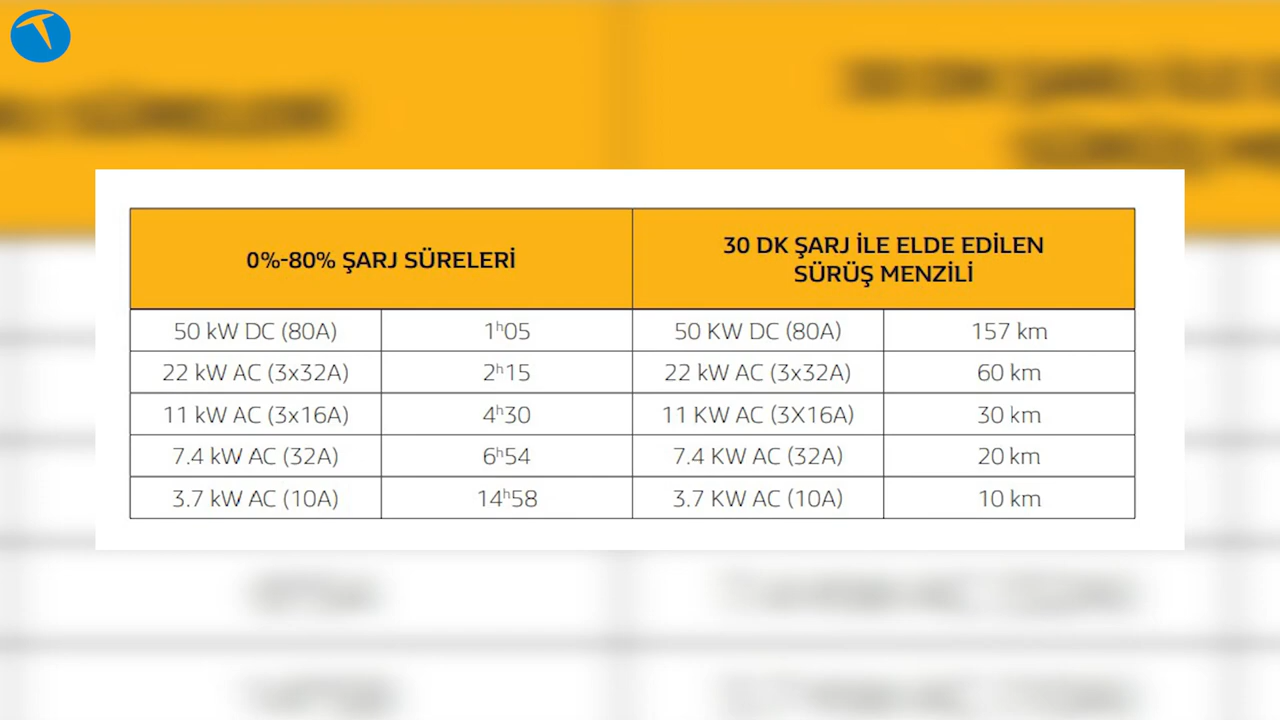 0%-80% ŞARJ SÜRELERİ
30 DK ŞARJ İLE ELDE EDİLEN
SÜRÜŞ MENZİLİ
50 kW DC (80A) 1ʰ05 50 KW DC (80A) 157 km
22 kW AC (3x32A) 2ʰ15 22 kW AC (3x32A) 60 km
11 kW AC (3x16A) 4ʰ30 11 KW AC (3X16A) 30 km
7.4 kW AC (32A) 6ʰ54 7.4 KW AC (32A) 20 km
3.7 kW AC (10A) 14ʰ58 3.7 KW AC (10A) 10 km